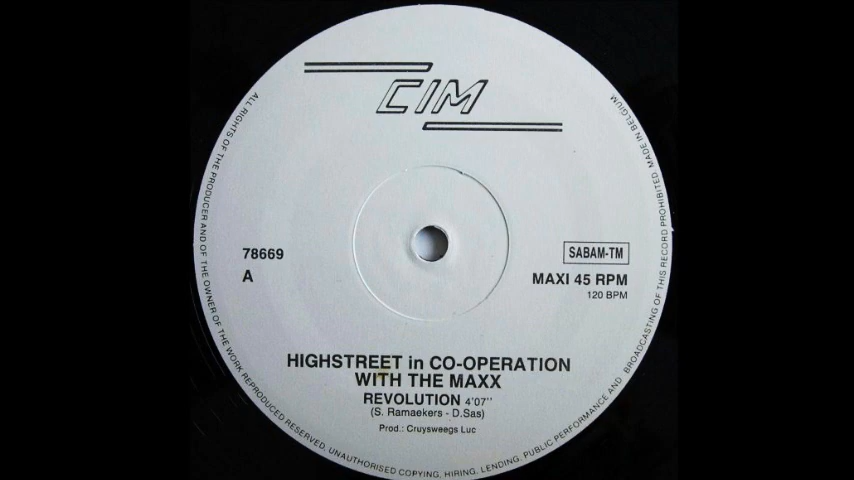 CIM
78669
A
SABAM-TM
MAXI 45 RPM
120 BPM
HIGHSTREET in CO-OPERATION
WITH THE MAXX
REVOLUTION 4'07''
(S. Ramaekers - D.Sas)
Prod.: Cruysweegs Luc
ALL RIGHTS OF THE PRODUCER AND OF THE OWNER OF THE WORK REPRODUCED RESERVED. UNAUTHORISED COPYING, HIRING, LENDING, PUBLIC PERFORMANCE AND BROADCASTING OF THIS RECORD PROHIBITED MADE IN BELGIUM.